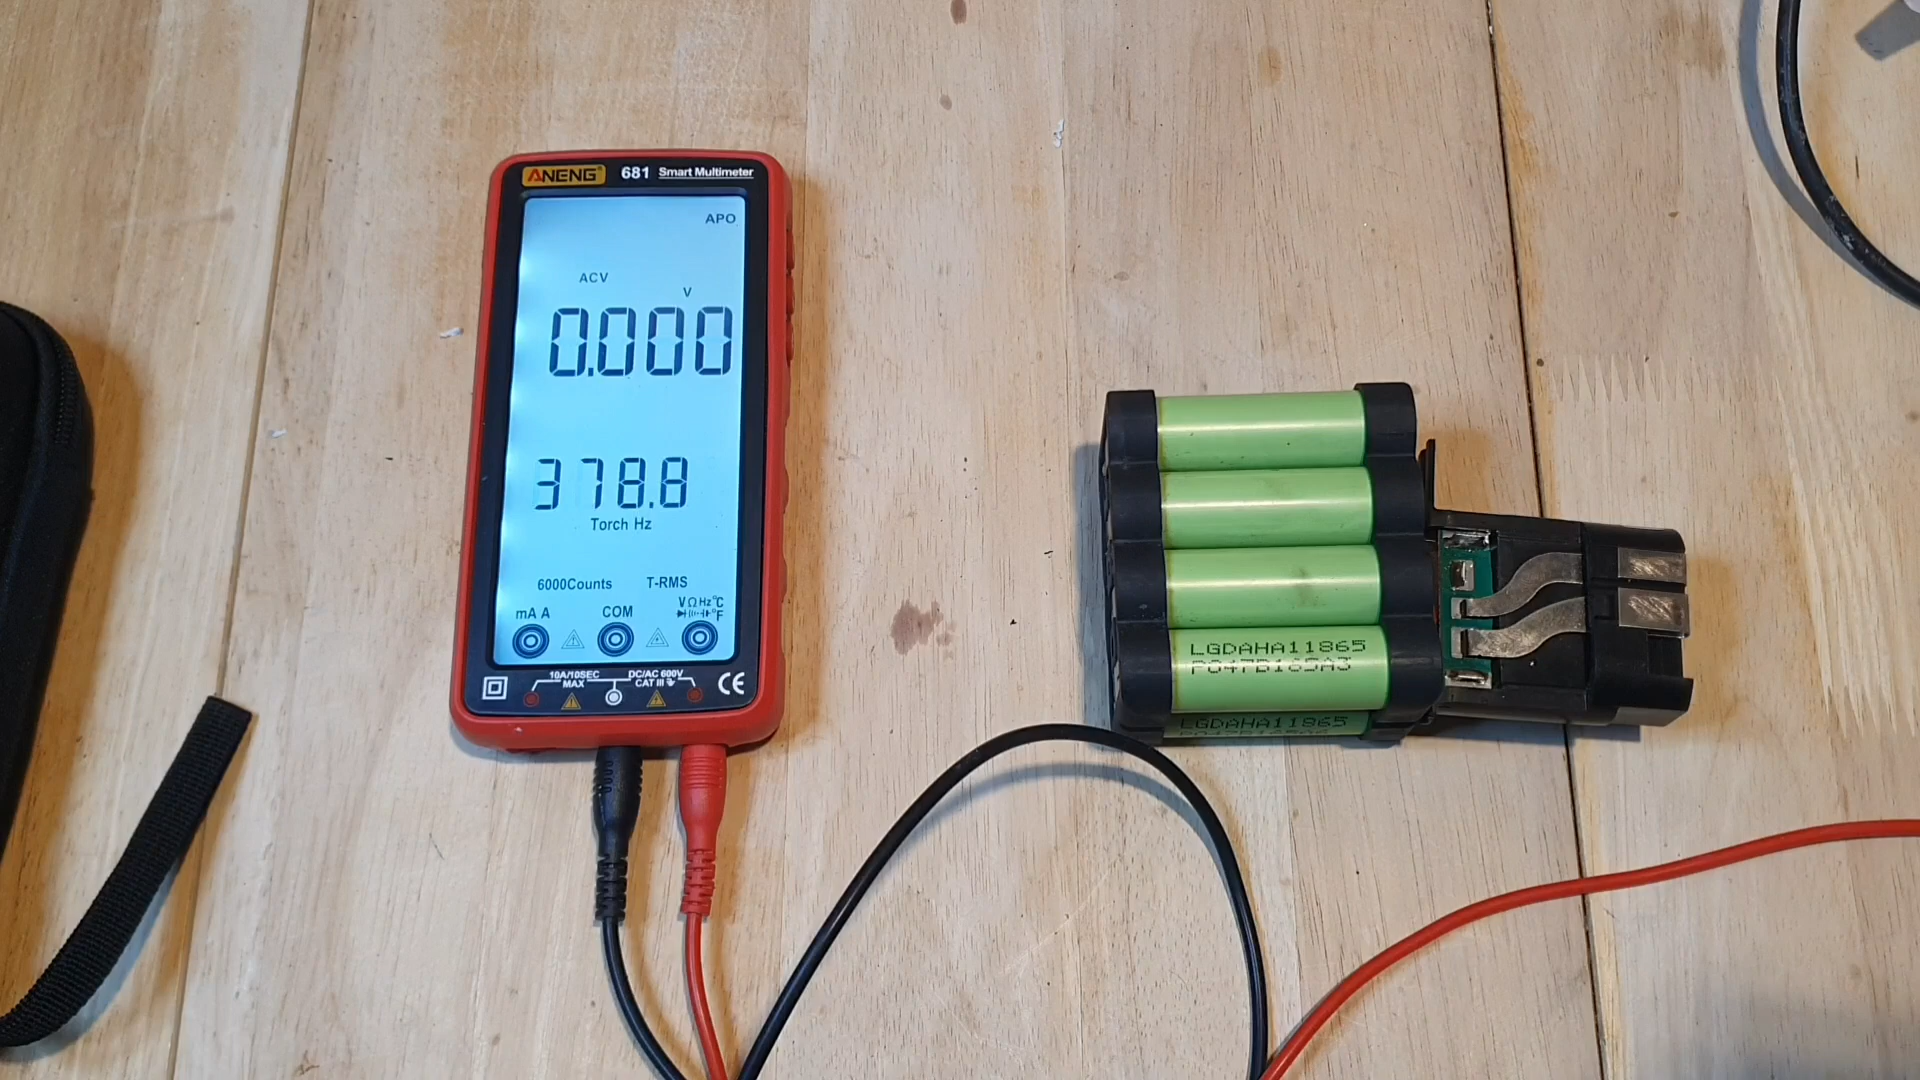 ANENG® 681 Smart Multimeter
APO
ACV
V
0.000
378.8
Torch Hz
6000Counts T-RMS
mA A COM VΩHz°C
°F
10A/10SEC
MAX
DC/AC 600V
CAT III
CE
LGDAHA11865
P047B165A3
LGDAHA11865